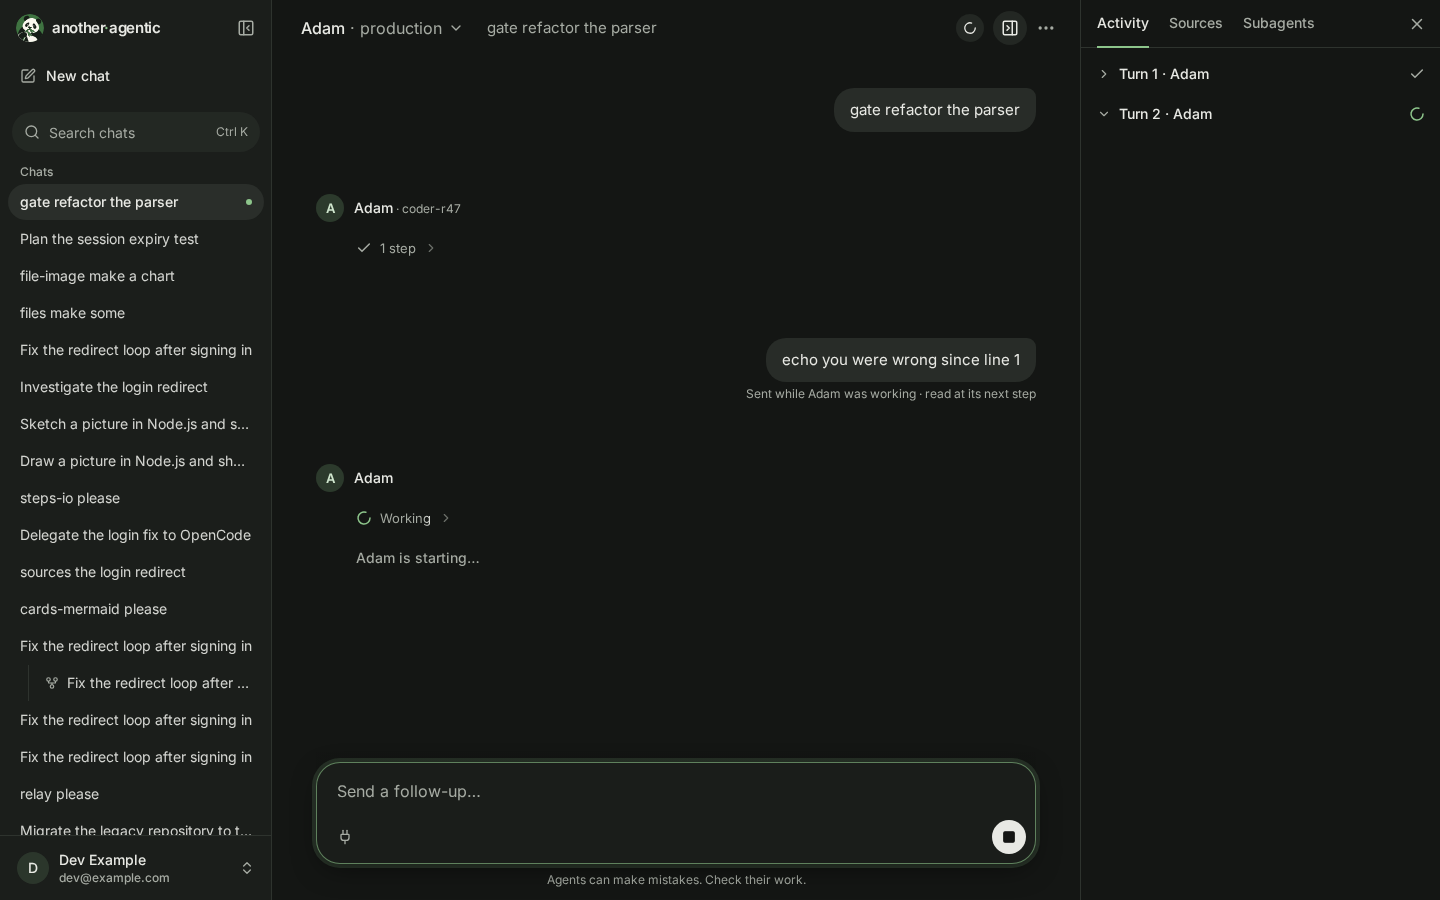 another·agentic
New chat
Search chats Ctrl K
Chats
gate refactor the parser
Plan the session expiry test
file-image make a chart
files make some
Fix the redirect loop after signing in
Investigate the login redirect
Sketch a picture in Node.js and s...
Draw a picture in Node.js and sh...
steps-io please
Delegate the login fix to OpenCode
sources the login redirect
cards-mermaid please
Fix the redirect loop after signing in
Fix the redirect loop after ...
Fix the redirect loop after signing in
Fix the redirect loop after signing in
relay please
Migrate the legacy repository to t...
D
Dev Example
dev@example.com
Adam · production gate refactor the parser
gate refactor the parser
A Adam · coder-r47
1 step
echo you were wrong since line 1
Sent while Adam was working · read at its next step
A Adam
Working
Adam is starting...
Send a follow-up...
Agents can make mistakes. Check their work.
Activity Sources Subagents
Turn 1 · Adam
Turn 2 · Adam